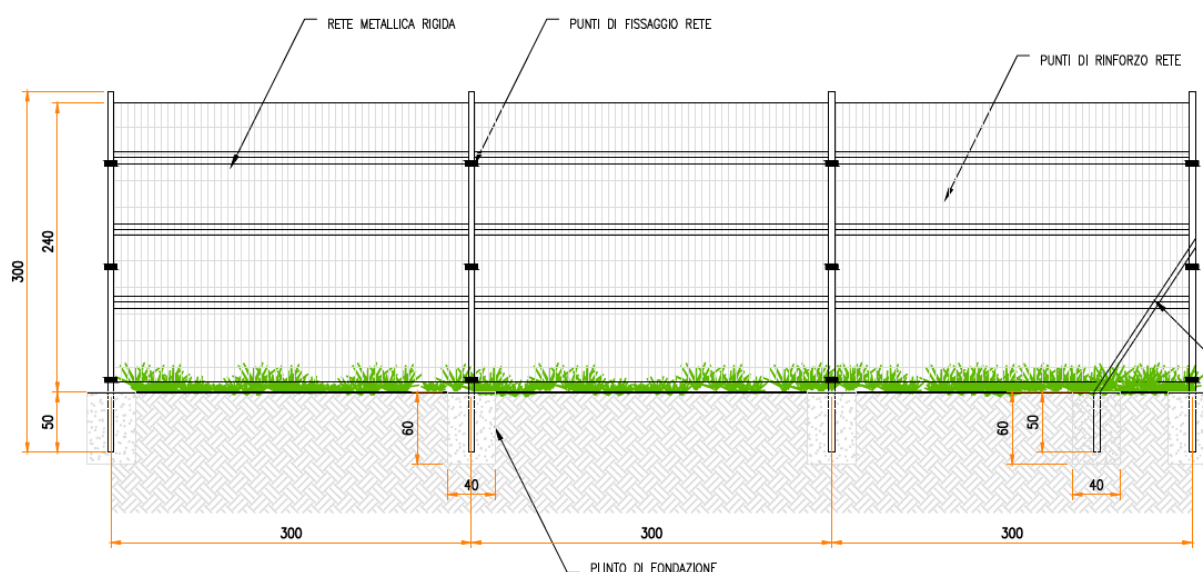 RETE METALLICA RIGIDA
PUNTI DI FISSAGGIO RETE
PUNTI DI RINFORZO RETE
300
240
50
60
40
60
50
40
300
300
300
PUNTO DI FONDAZIONE